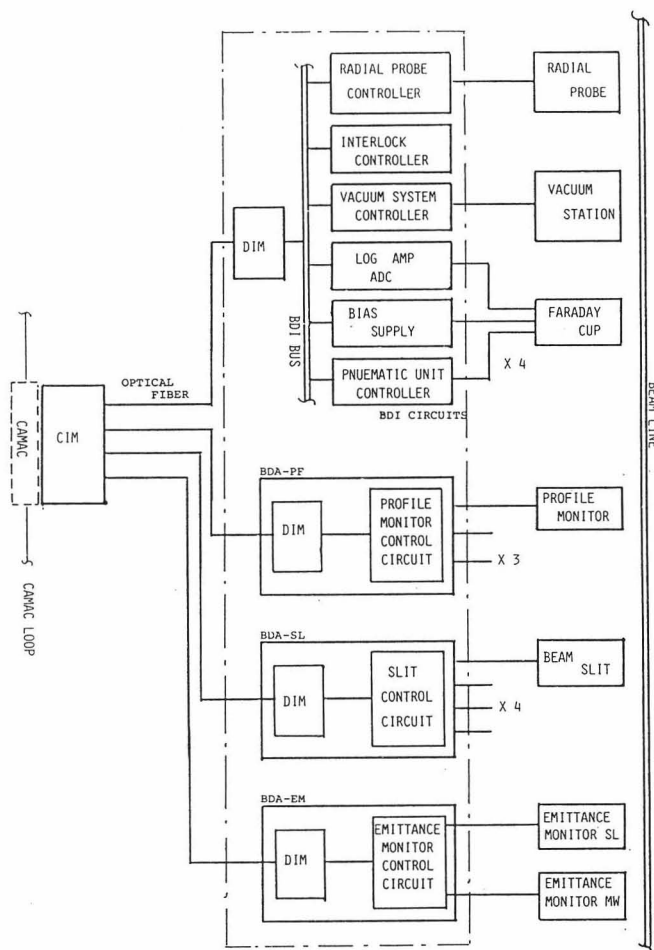 RADIAL PROBE
CONTROLLER
RADIAL
PROBE
INTERLOCK
CONTROLLER
VACUUM SYSTEM
CONTROLLER
VACUUM
STATION
DIM
LOG AMP
ADC
BIAS
SUPPLY
FARADAY
CUP
PNUEMATIC UNIT
CONTROLLER
X 4
BDI BUS
BDI CIRCUITS
BEAM LINE
OPTICAL
FIBER
CAMAC
CIM
CAMAC LOOP
BDA-PF
DIM
PROFILE
MONITOR
CONTROL
CIRCUIT
PROFILE
MONITOR
X 3
BDA-SL
DIM
SLIT
CONTROL
CIRCUIT
BEAM
SLIT
X 4
BDA-EM
DIM
EMITTANCE
MONITOR
CONTROL
CIRCUIT
EMITTANCE
MONITOR SL
EMITTANCE
MONITOR MW